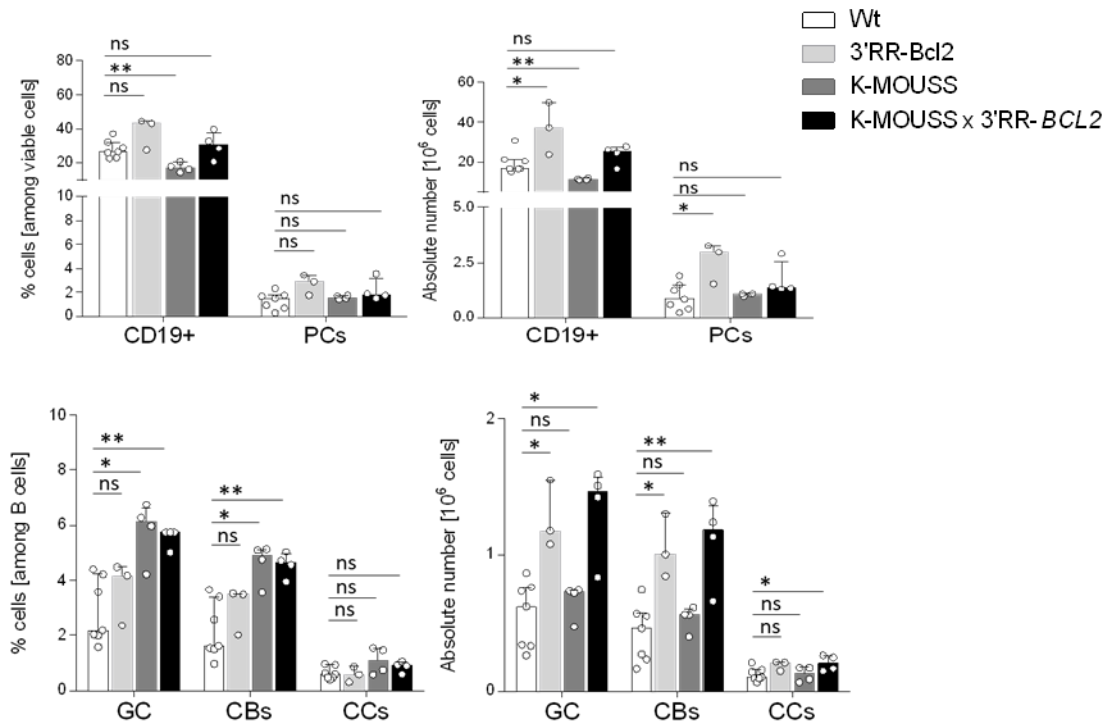 Wt
3'RR-Bcl2
K-MOUSS
K-MOUSS x 3'RR-BCL2
% cells [among viable cells]
80
60
40
20
10
8
6
4
2
0
ns
**
ns
ns
ns
ns
CD19+ PCs
Absolute number [10⁶ cells]
60
40
20
5.0
2.5
0.0
ns
**
*
ns
ns
*
CD19+ PCs
% cells [among B cells]
10
8
6
4
2
0
**
*
ns
**
*
ns
ns
ns
ns
GC CBs CCs
Absolute number [10⁶ cells]
2
1
0
*
ns
*
**
ns
*
*
ns
ns
GC CBs CCs